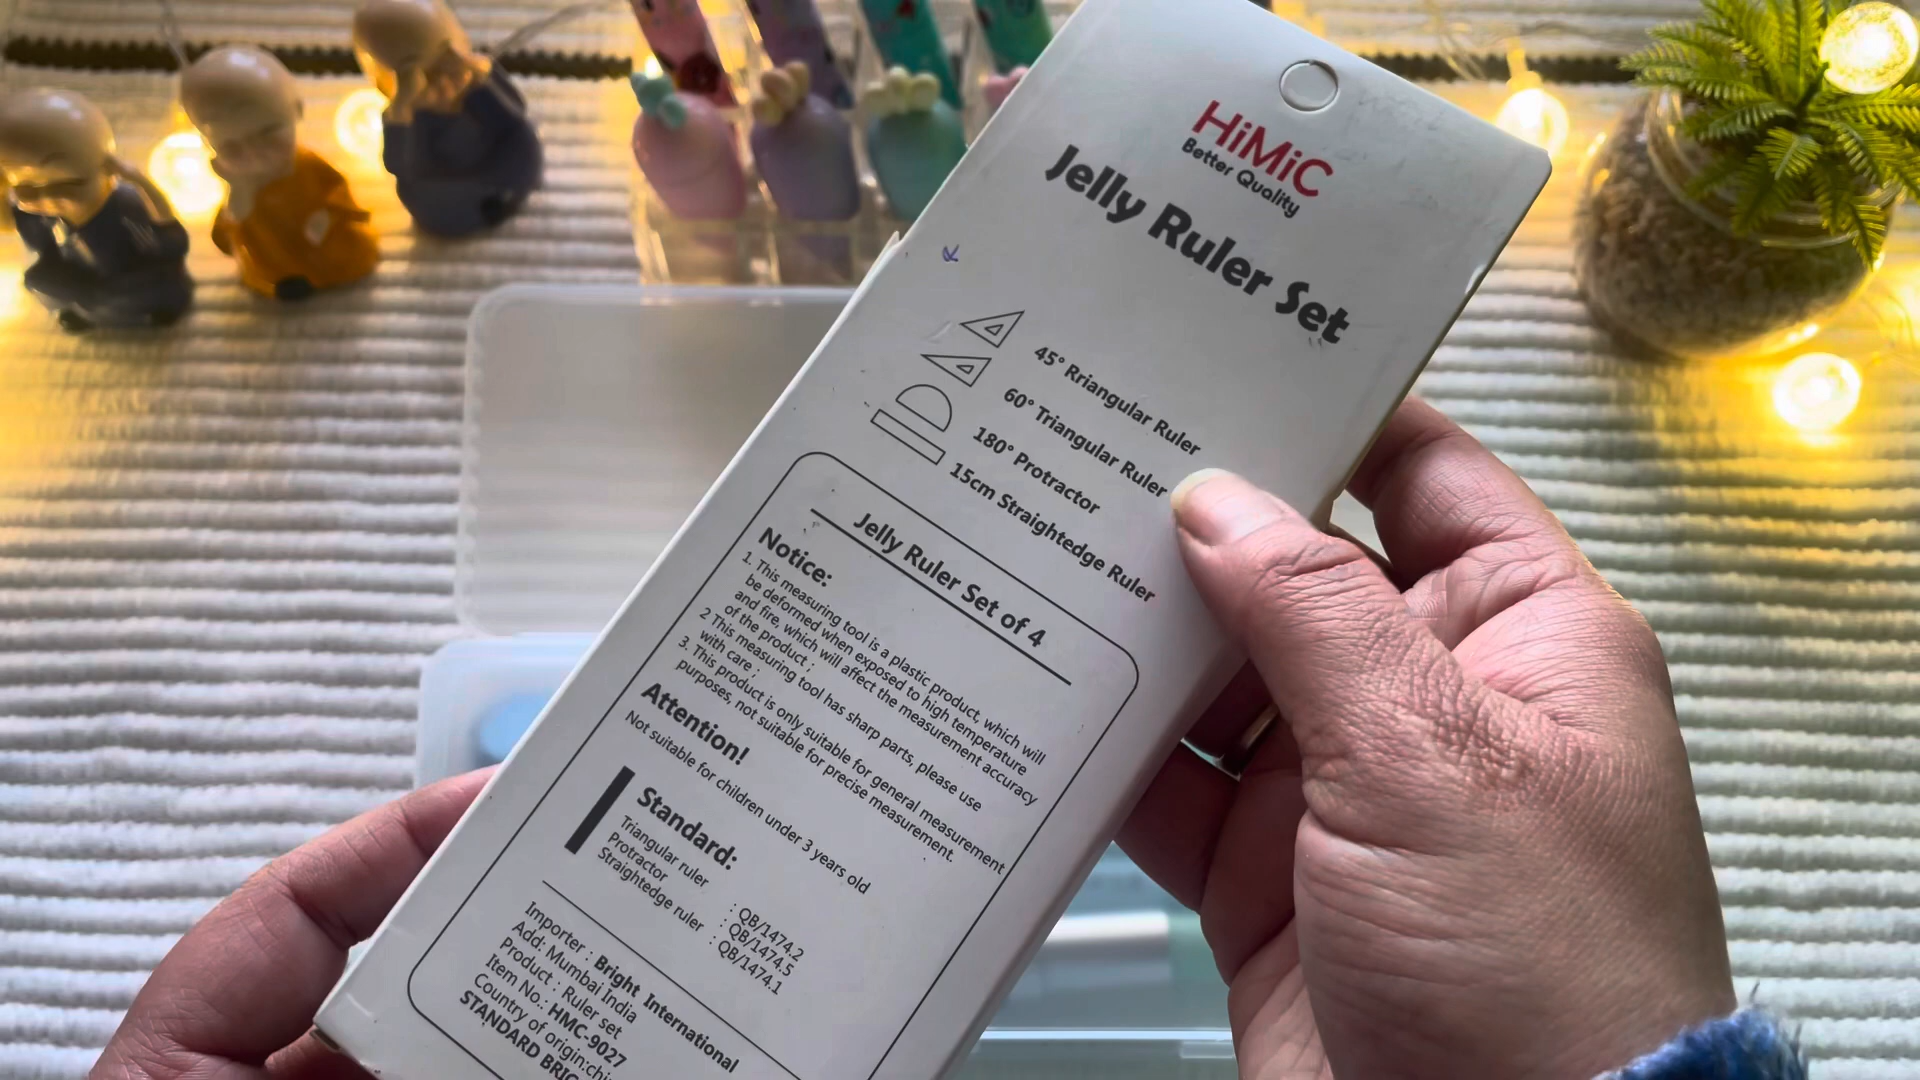 HiMiC
Better Quality
Jelly Ruler Set
45° Rriangular Ruler
60° Triangular Ruler
180° Protractor
15cm Straightedge Ruler
Jelly Ruler Set of 4
Notice:
1. This measuring tool is a plastic product, which will
be deformed when exposed to high temperature
and fire, which will affect the measurement accuracy
of the product ;
2 This measuring tool has sharp parts, please use
with care ;
3. This product is only suitable for general measurement
purposes, not suitable for precise measurement.
Attention!
Not suitable for children under 3 years old
Standard:
Triangular ruler : QB/1474.2
Protractor : QB/1474.5
Straightedge ruler : QB/1474.1
Importer : Bright International
Add: Mumbai India
Product : Ruler set
Item No.: HMC-9027
Country of origin:
STANDARD